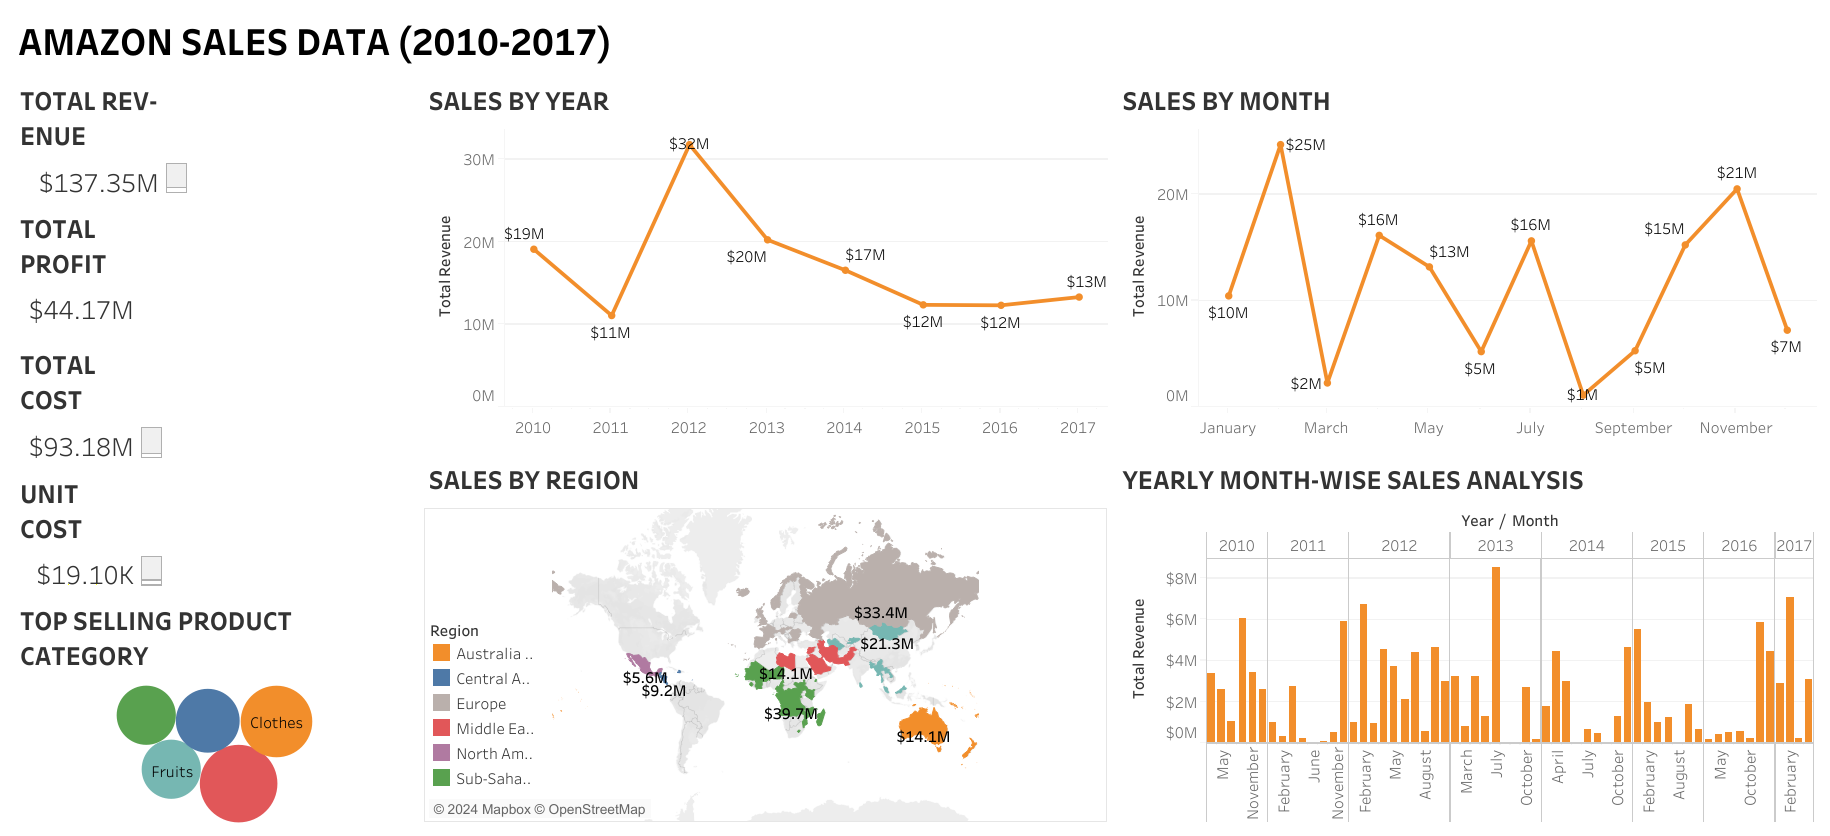 AMAZON SALES DATA (2010-2017)
TOTAL REV-
ENUE
$137.35M
TOTAL
PROFIT
$44.17M
TOTAL
COST
$93.18M
UNIT
COST
$19.10K
TOP SELLING PRODUCT
CATEGORY
Clothes
Fruits
SALES BY YEAR
Total Revenue
30M
20M
10M
0M
$19M
$11M
$32M
$20M
$17M
$12M
$12M
$13M
2010 2011 2012 2013 2014 2015 2016 2017
SALES BY MONTH
Total Revenue
20M
10M
0M
$10M
$25M
$2M
$16M
$13M
$5M
$16M
$1M
$5M
$15M
$21M
$7M
January March May July September November
SALES BY REGION
Region
Australia ..
Central A..
Europe
Middle Ea..
North Am..
Sub-Saha..
$33.4M
$21.3M
$14.1M
$5.6M
$9.2M
$39.7M
$14.1M
© 2024 Mapbox © OpenStreetMap
YEARLY MONTH-WISE SALES ANALYSIS
Year / Month
2010 2011 2012 2013 2014 2015 2016 2017
Total Revenue
$8M
$6M
$4M
$2M
$0M
May November February June November February May August March July October April July October February August May October February